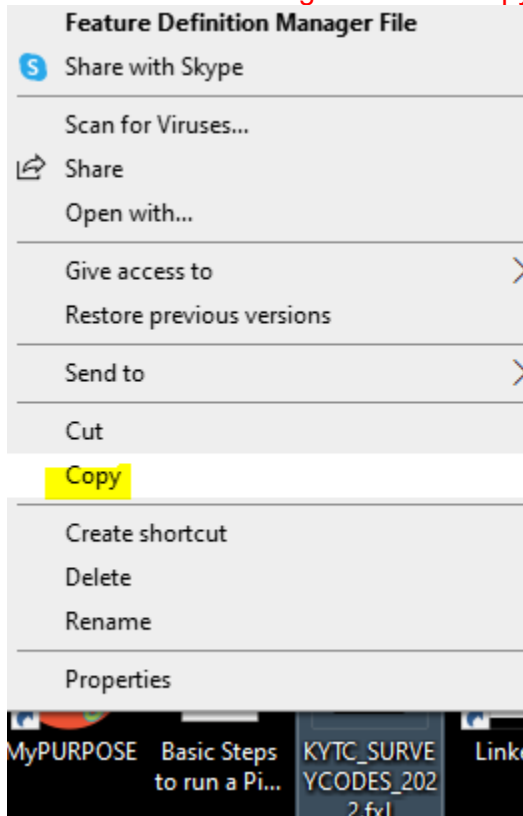 Feature Definition Manager File
Share with Skype
Scan for Viruses...
Share
Open with...
Give access to
Restore previous versions
Send to
Cut
Copy
Create shortcut
Delete
Rename
Properties
MyPURPOSE Basic Steps KYTC_SURVE Linke
to run a Pi... YCODES_202
2.fxl